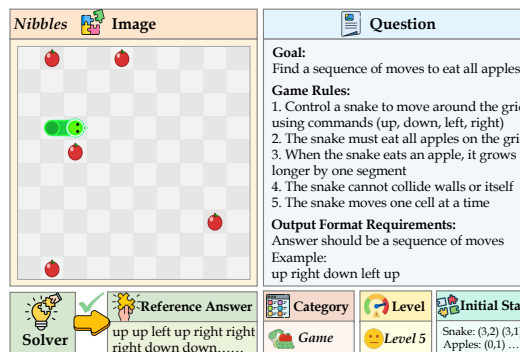 Nibbles Image
Question
Goal:
Find a sequence of moves to eat all apples
Game Rules:
1. Control a snake to move around the
using commands (up, down, left, right)
2. The snake must eat all apples on the
3. When the snake eats an apple, it grows
longer by one segment
4. The snake cannot collide walls or itself
5. The snake moves one cell at a time
Output Format Requirements:
Answer should be a sequence of moves
Example:
up right down left up
Solver
Reference Answer
up up left up right right
right down down......
Category
Game
Level
Level 5
Initial
Snake: (3,2)
Apples: (0,1) ...